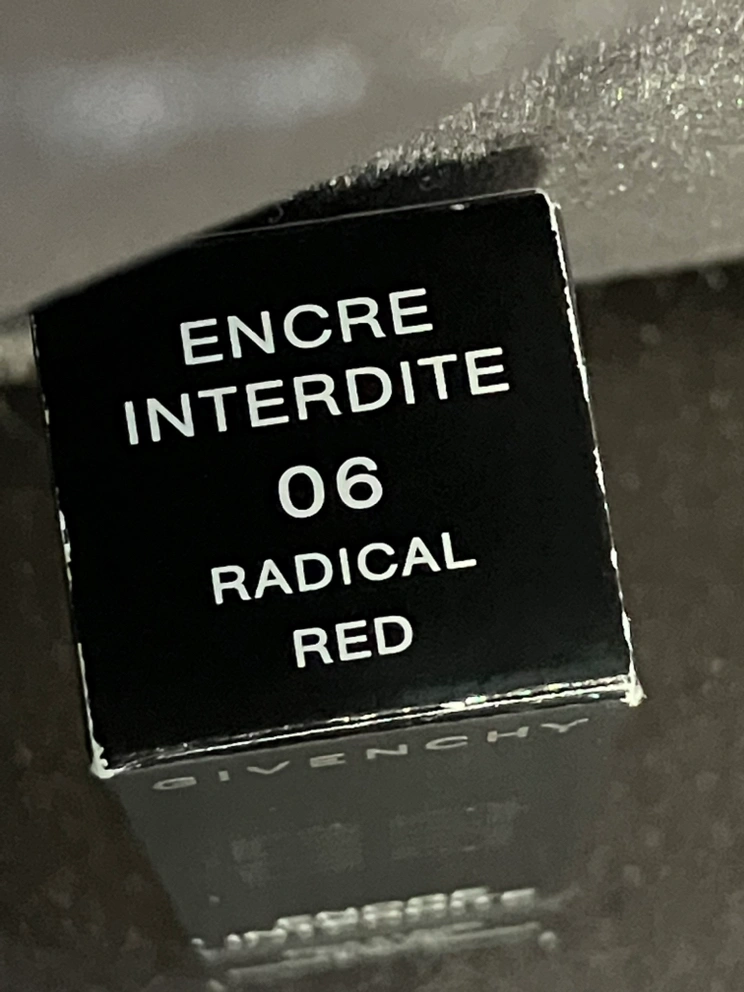 ENCRE
INTERDITE
06
RADICAL
RED
GIVENCHY